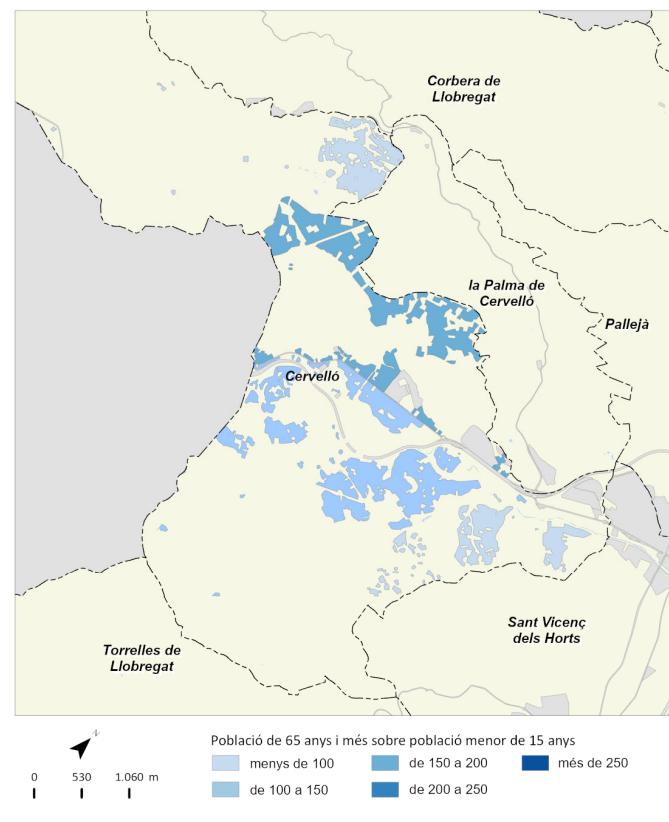 Corbera de
Llobregat
la Palma de
Cervelló
Pallejà
Cervelló
Sant Vicenç
dels Horts
Torrelles de
Llobregat
N
0 530 1.060 m
Població de 65 anys i més sobre població menor de 15 anys
menys de 100
de 150 a 200
més de 250
de 100 a 150
de 200 a 250